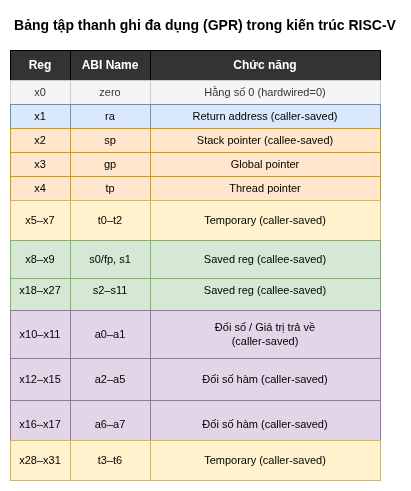 Bảng tập thanh ghi đa dụng (GPR) trong kiến trúc RISC-V
Reg ABI Name Chức năng
x0 zero Hằng số 0 (hardwired=0)
x1 ra Return address (caller-saved)
x2 sp Stack pointer (callee-saved)
x3 gp Global pointer
x4 tp Thread pointer
x5–x7 t0–t2 Temporary (caller-saved)
x8–x9 s0/fp, s1 Saved reg (callee-saved)
x18–x27 s2–s11 Saved reg (callee-saved)
x10–x11 a0–a1 Đối số / Giá trị trả về
(caller-saved)
x12–x15 a2–a5 Đối số hàm (caller-saved)
x16–x17 a6–a7 Đối số hàm (caller-saved)
x28–x31 t3–t6 Temporary (caller-saved)